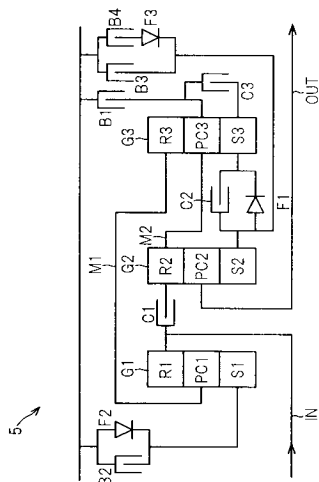 5
B2
F2
B1
B3
B4
F3
M1
G1
R1
PC1
S1
C1
G2
M2
R2
PC2
S2
C2
F1
G3
R3
PC3
S3
C3
IN
OUT